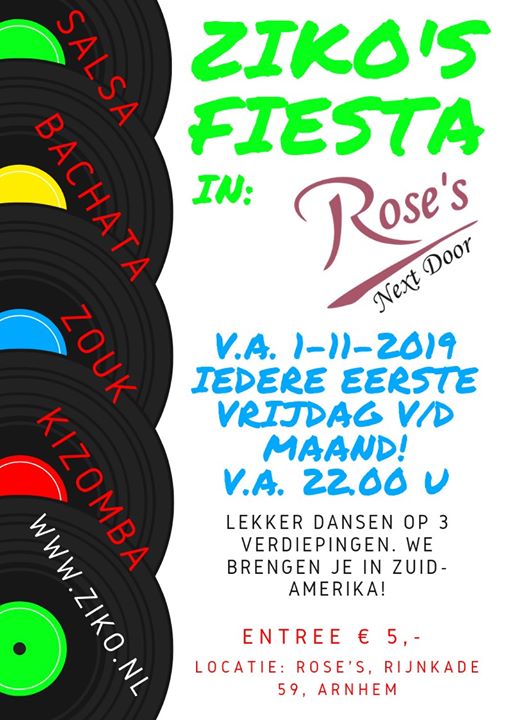 ZIKO'S
FIESTA
IN:
Rose's
Next Door
SALSA
BACHATA
ZOUK
KIZOMBA
WWW.ZIKO.NL
V.A. 1-11-2019
IEDERE EERSTE
VRIJDAG V/D
MAAND!
V.A. 22.00 U
LEKKER DANSEN OP 3
VERDIEPINGEN. WE
BRENGEN JE IN ZUID-
AMERIKA!
ENTREE € 5,-
LOCATIE: ROSE'S, RIJNKADE
59, ARNHEM